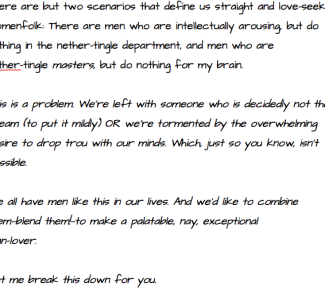 ere are but two scenarios that define us straight and love-seek
omenfolk: There are men who are intellectually arousing, but do
thing in the nether-tingle department, and men who are
ther-tingle masters, but do nothing for my brain.
is is a problem. We're left with someone who is decidedly not th
eam (to put it mildly) OR we're tormented by the overwhelming
sire to drop trou with our minds. Which, just so you know, isn't
ssible.
e all have men like this in our lives. And we'd like to combine
em-blend them!-to make a palatable, nay, exceptional
n-lover.
t me break this down for you.